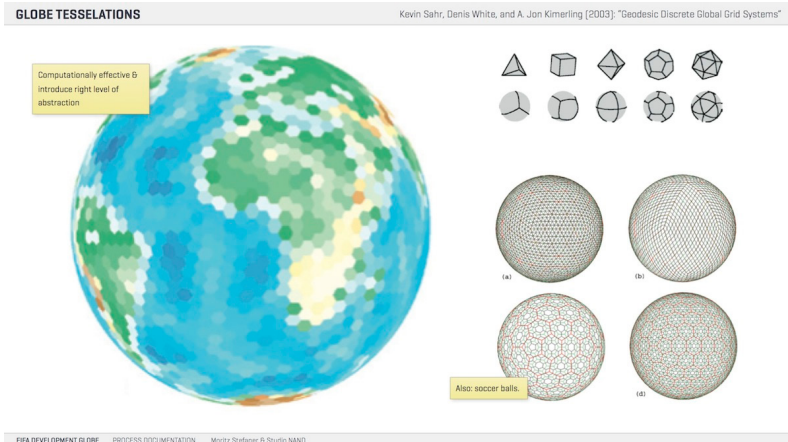 GLOBE TESSELATIONS
Kevin Sahr, Denis White, and A. Jon Kimerling (2003): "Geodesic Discrete Global Grid Systems"
Computationally effective &
introduce right level of
abstraction
(a)
(b)
Also: soccer balls.
(d)
FIFA DEVELOPMENT GLOBE PROCESS DOCUMENTATION Moritz Stefaner & Studio NAND